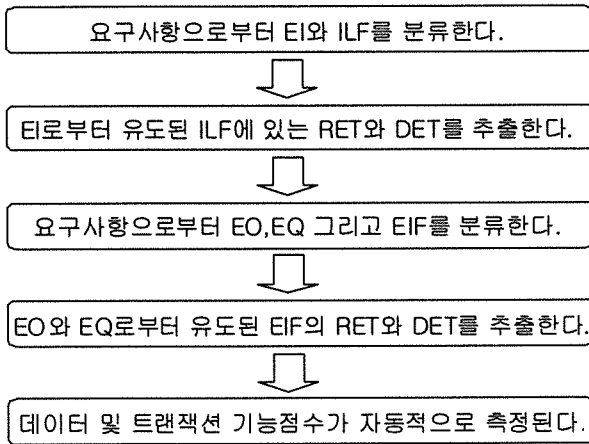 요구사항으로부터 EI와 ILF를 분류한다.
EI로부터 유도된 ILF에 있는 RET와 DET를 추출한다.
요구사항으로부터 EO,EQ 그리고 EIF를 분류한다.
EO와 EQ로부터 유도된 EIF의 RET와 DET를 추출한다.
데이터 및 트랜잭션 기능점수가 자동적으로 측정된다.